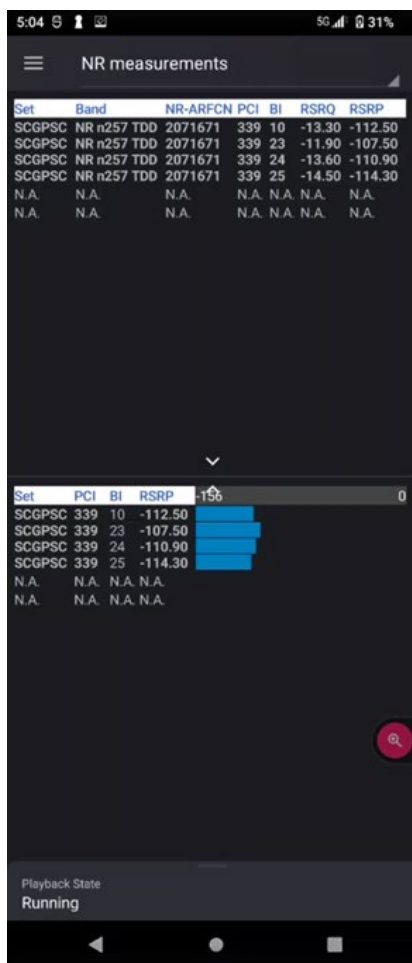 5:04 5G 31%
NR measurements
Set Band NR-ARFCN PCI BI RSRQ RSRP
SCGPSC NR n257 TDD 2071671 339 10 -13.30 -112.50
SCGPSC NR n257 TDD 2071671 339 23 -11.90 -107.50
SCGPSC NR n257 TDD 2071671 339 24 -13.60 -110.90
SCGPSC NR n257 TDD 2071671 339 25 -14.50 -114.30
N.A. N.A. N.A. N.A. N.A. N.A. N.A.
N.A. N.A. N.A. N.A. N.A. N.A. N.A.
Set PCI BI RSRP -156 0
SCGPSC 339 10 -112.50
SCGPSC 339 23 -107.50
SCGPSC 339 24 -110.90
SCGPSC 339 25 -114.30
N.A. N.A. N.A. N.A.
N.A. N.A. N.A. N.A.
Playback State
Running